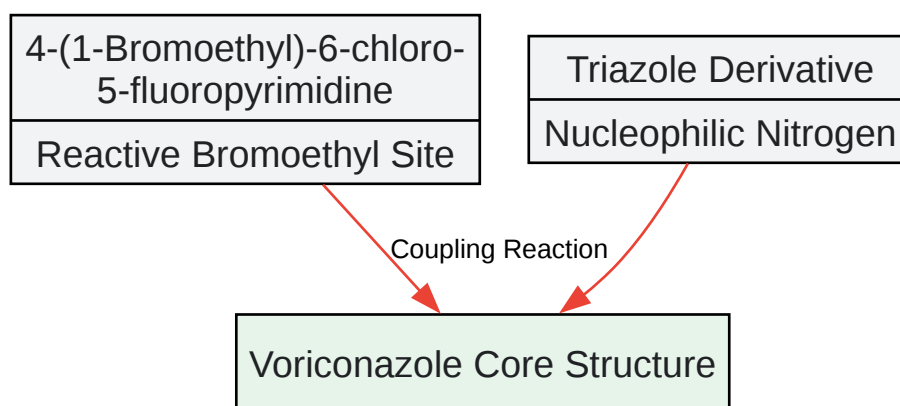 4-(1-Bromoethyl)-6-chloro-
5-fluoropyrimidine
Reactive Bromoethyl Site
Triazole Derivative
Nucleophilic Nitrogen
Coupling Reaction
Voriconazole Core Structure